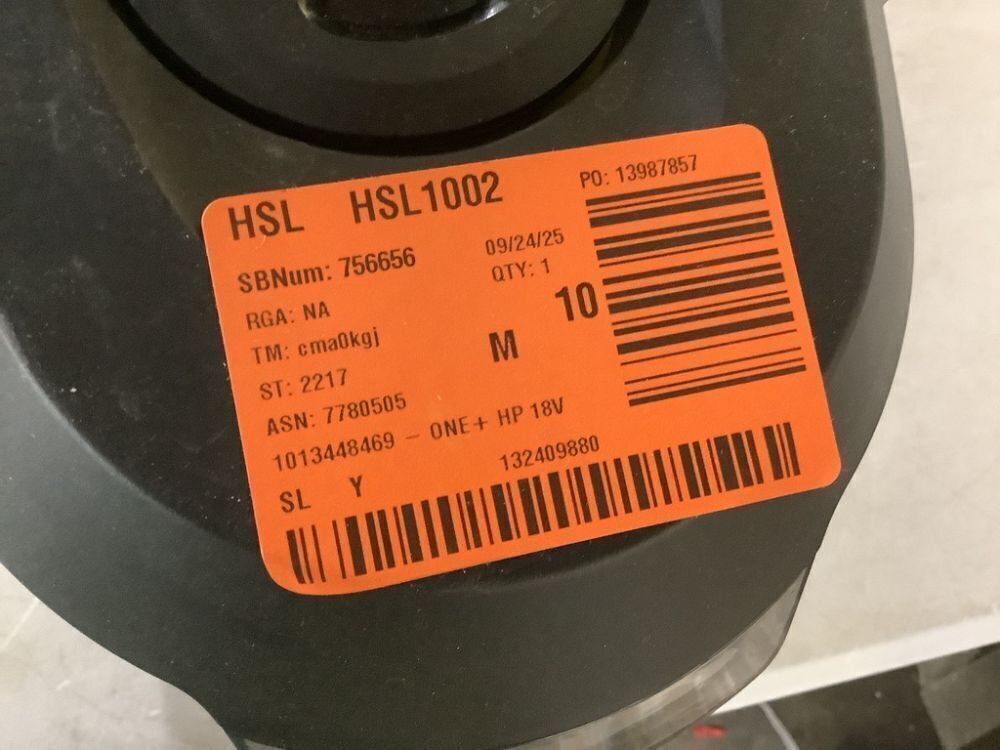 HSL HSL1002
PO: 13987857
SBNum: 756656
09/24/25
RGA: NA
QTY: 1
10
TM: cma0kgj
M
ST: 2217
ASN: 7780505
1013448469 – ONE+ HP 18V
SL Y
132409880